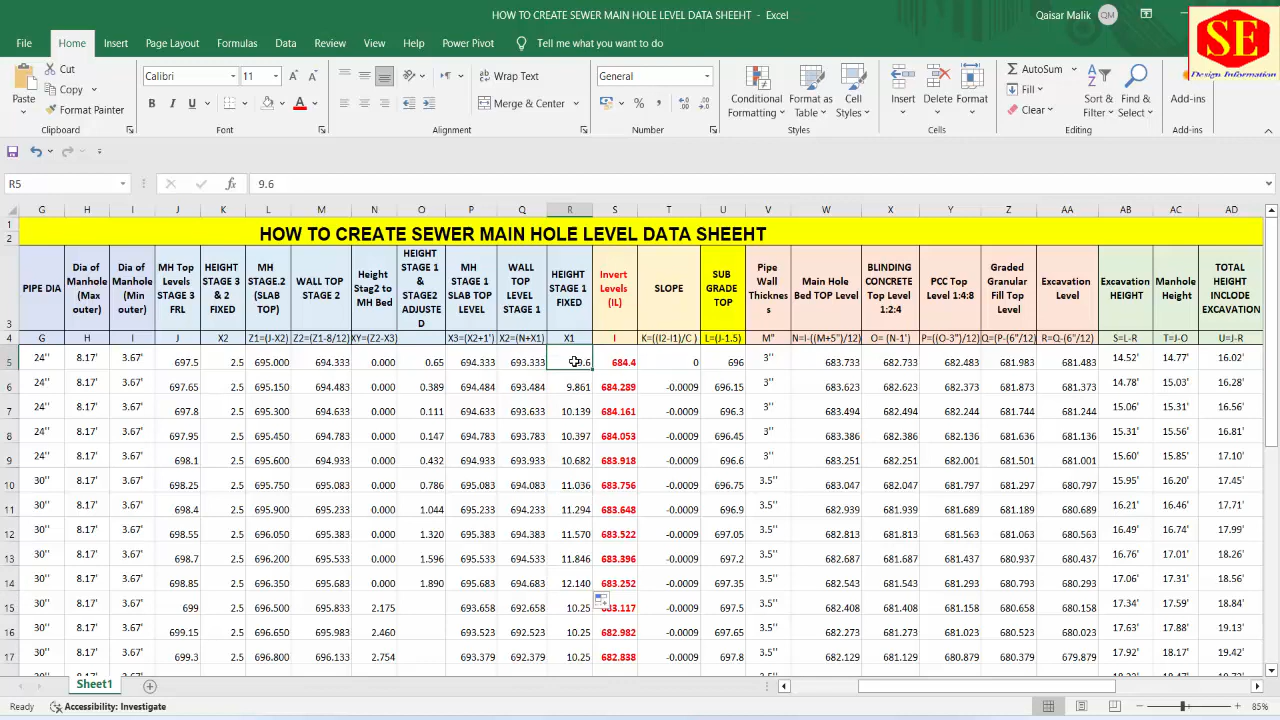 HOW TO CREATE SEWER MAIN HOLE LEVEL DATA SHEEHT - Excel
Qaisar Malik QM
SE
Design Information
File Home Insert Page Layout Formulas Data Review View Help Power Pivot Tell me what you want to do
Paste Cut Copy Format Painter
Calibri 11
B I U
Wrap Text
Merge & Center
General
Conditional Formatting Format as Table Cell Styles
Insert Delete Format
AutoSum Fill Clear
Sort & Filter Find & Select
Add-ins
Clipboard Font Alignment Number Styles Cells Editing Add-ins
R5 fx 9.6
G H I J K L M N O P Q R S T U V W X Y Z AA AB AC AD
1
2 HOW TO CREATE SEWER MAIN HOLE LEVEL DATA SHEEHT
3 PIPE DIA Dia of Manhole (Max outer) Dia of Manhole (Min outer) MH Top Levels STAGE 3 FRL HEIGHT STAGE 3 & 2 FIXED MH STAGE.2 (SLAB TOP) WALL TOP STAGE 2 Height Stag2 to MH Bed HEIGHT STAGE 1 & STAGE2 ADJUSTE D MH STAGE 1 SLAB TOP LEVEL WALL TOP LEVEL STAGE 1 HEIGHT STAGE 1 FIXED Invert Levels (IL) SLOPE SUB GRADE TOP Pipe Wall Thicknes s Main Hole Bed TOP Level BLINDING CONCRETE Top Level 1:2:4 PCC Top Level 1:4:8 Graded Granular Fill Top Level Excavation Level Excavation HEIGHT Manhole Height TOTAL HEIGHT INCLUDE EXCAVATION
4 G H I J X2 Z1=(J-X2) Z2=(Z1-8/12) XY=(Z2-X3) X3=(X2+1') X2=(N+X1) X1 I K=((I2-I1)/C ) L=(J-1.5) M" N=I-((M+5")/12) O= (N-1') P=((O-3")/12) Q=(P-(6"/12) R=Q-(6"/12) S=L-R T=J-O U=J-R
5 24'' 8.17' 3.67' 697.5 2.5 695.000 694.333 0.000 0.65 694.333 693.333 9.6 684.4 0 696 3'' 683.733 682.733 682.483 681.983 681.483 14.52' 14.77' 16.02'
6 24'' 8.17' 3.67' 697.65 2.5 695.150 694.483 0.000 0.389 694.484 693.484 9.861 684.289 -0.0009 696.15 3'' 683.622 682.622 682.372 681.872 681.372 14.78' 15.03' 16.28'
7 24'' 8.17' 3.67' 697.8 2.5 695.300 694.633 0.000 0.111 694.633 693.633 10.139 684.161 -0.0009 696.3 3'' 683.494 682.494 682.244 681.744 681.244 15.06' 15.31' 16.56'
8 24'' 8.17' 3.67' 697.95 2.5 695.450 694.783 0.000 0.147 694.783 693.783 10.397 684.053 -0.0009 696.45 3'' 683.386 682.386 682.136 681.636 681.136 15.31' 15.56' 16.81'
9 24'' 8.17' 3.67' 698.1 2.5 695.600 694.933 0.000 0.432 694.933 693.933 10.682 683.918 -0.0009 696.6 3'' 683.251 682.251 682.001 681.501 681.001 15.60' 15.85' 17.10'
10 30'' 8.17' 3.67' 698.25 2.5 695.750 695.083 0.000 0.786 695.083 694.083 11.036 683.756 -0.0009 696.75 3.5'' 683.047 682.047 681.797 681.297 680.797 15.95' 16.20' 17.45'
11 30'' 8.17' 3.67' 698.4 2.5 695.900 695.233 0.000 1.044 695.233 694.233 11.294 683.648 -0.0009 696.9 3.5'' 682.939 681.939 681.689 681.189 680.689 16.21' 16.46' 17.71'
12 30'' 8.17' 3.67' 698.55 2.5 696.050 695.383 0.000 1.320 695.383 694.383 11.570 683.522 -0.0009 697.05 3.5'' 682.813 681.813 681.563 681.063 680.563 16.49' 16.74' 17.99'
13 30'' 8.17' 3.67' 698.7 2.5 696.200 695.533 0.000 1.596 695.533 694.533 11.846 683.396 -0.0009 697.2 3.5'' 682.687 681.687 681.437 680.937 680.437 16.76' 17.01' 18.26'
14 30'' 8.17' 3.67' 698.85 2.5 696.350 695.683 0.000 1.890 695.683 694.683 12.140 683.252 -0.0009 697.35 3.5'' 682.543 681.543 681.293 680.793 680.293 17.06' 17.31' 18.56'
15 30'' 8.17' 3.67' 699 2.5 696.500 695.833 2.175 693.658 692.658 10.25 683.117 -0.0009 697.5 3.5'' 682.408 681.408 681.158 680.658 680.158 17.34' 17.59' 18.84'
16 30'' 8.17' 3.67' 699.15 2.5 696.650 695.983 2.460 693.523 692.523 10.25 682.982 -0.0009 697.65 3.5'' 682.273 681.273 681.023 680.523 680.023 17.63' 17.88' 19.13'
17 30'' 8.17' 3.67' 699.3 2.5 696.800 696.133 2.754 693.379 692.379 10.25 682.838 -0.0009 697.8 3.5'' 682.129 681.129 680.879 680.379 679.879 17.92' 18.17' 19.42'
Sheet1
Ready Accessibility: Investigate 85%